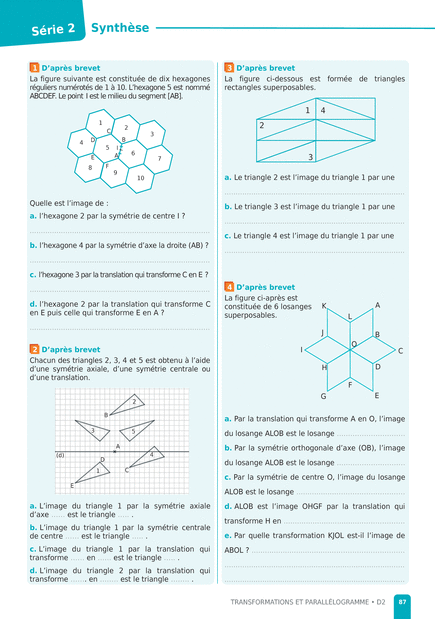 Série 2
Synthèse
1 D'après brevet
La figure suivante est constituée de dix hexagones
réguliers numérotés de 1 à 10. L'hexagone 5 est nommé
ABCDEF. Le point I est le milieu du segment [AB].
1
2
3
4
5
6
7
8
9
10
C
D
B
I
A
E
F
Quelle est l'image de :
a. l'hexagone 2 par la symétrie de centre I ?
b. l'hexagone 4 par la symétrie d'axe la droite (AB) ?
c. l'hexagone 3 par la translation qui transforme C en E ?
d. l'hexagone 2 par la translation qui transforme C
en E puis celle qui transforme E en A ?
2 D'après brevet
Chacun des triangles 2, 3, 4 et 5 est obtenu à l'aide
d'une symétrie axiale, d'une symétrie centrale ou
d'une translation.
2
B
3
5
A
(d)
D
4
1
C
E
a. L'image du triangle 1 par la symétrie axiale
d'axe ...... est le triangle ...... .
b. L'image du triangle 1 par la symétrie centrale
de centre ...... est le triangle ...... .
c. L'image du triangle 1 par la translation qui
transforme ...... en ...... est le triangle ...... .
d. L'image du triangle 2 par la translation qui
transforme ....... en ........ est le triangle ........ .
3 D'après brevet
La figure ci-dessous est formée de triangles
rectangles superposables.
1
4
2
3
a. Le triangle 2 est l'image du triangle 1 par une
b. Le triangle 3 est l'image du triangle 1 par une
c. Le triangle 4 est l'image du triangle 1 par une
4 D'après brevet
La figure ci-après est
constituée de 6 losanges
superposables.
K
A
L
J
B
I
O
C
H
D
F
G
E
a. Par la translation qui transforme A en O, l'image
du losange ALOB est le losange
b. Par la symétrie orthogonale d'axe (OB), l'image
du losange ALOB est le losange
c. Par la symétrie de centre O, l'image du losange
ALOB est le losange
d. ALOB est l'image OHGF par la translation qui
transforme H en
e. Par quelle transformation KJOL est-il l'image de
ABOL ?
TRANSFORMATIONS ET PARALLÉLOGRAMME • D2
87